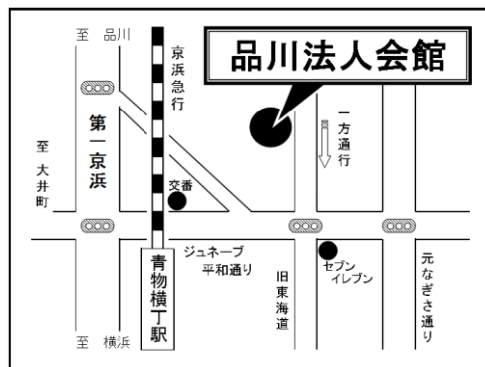 至 品川
京浜急行
品川法人会館
第一京浜
至 大井町
一方通行
交番
ジュネーブ
平和通り
青物横丁駅
旧東海道
セブン
イレブン
元なぎさ通り
至 横浜